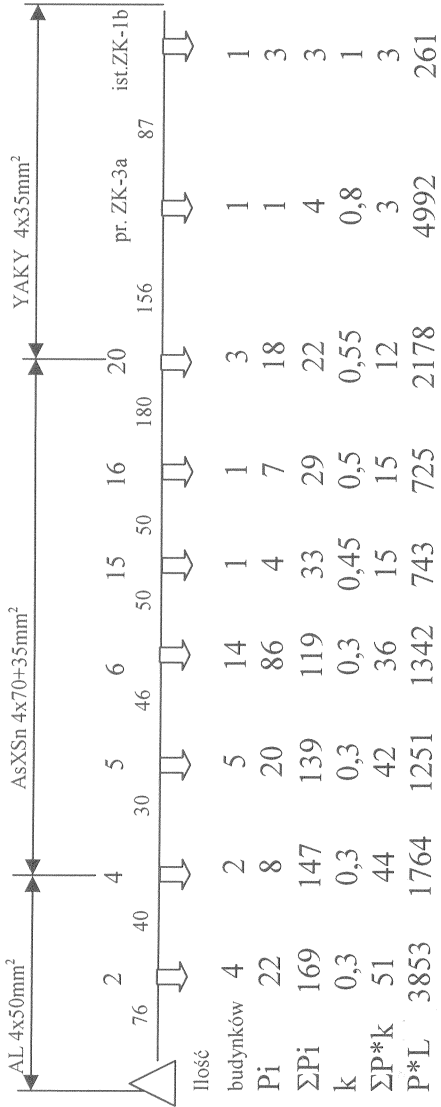 AL 4x50mm² AsXSn 4x70+35mm² YAKY 4x35mm²
2 4 5 6 15 16 20 pr. ZK-3a ist.ZK-1b
76 40 30 46 50 50 180 156 87
Ilość
budynków 4 2 5 14 1 1 3 1 1
Pi 22 8 20 86 4 7 18 1 3
ΣPi 169 147 139 119 33 29 22 4 3
k 0,3 0,3 0,3 0,3 0,45 0,5 0,55 0,8 1
ΣP*k 51 44 42 36 15 15 12 3 3
P*L 3853 1764 1251 1342 743 725 2178 4992 261